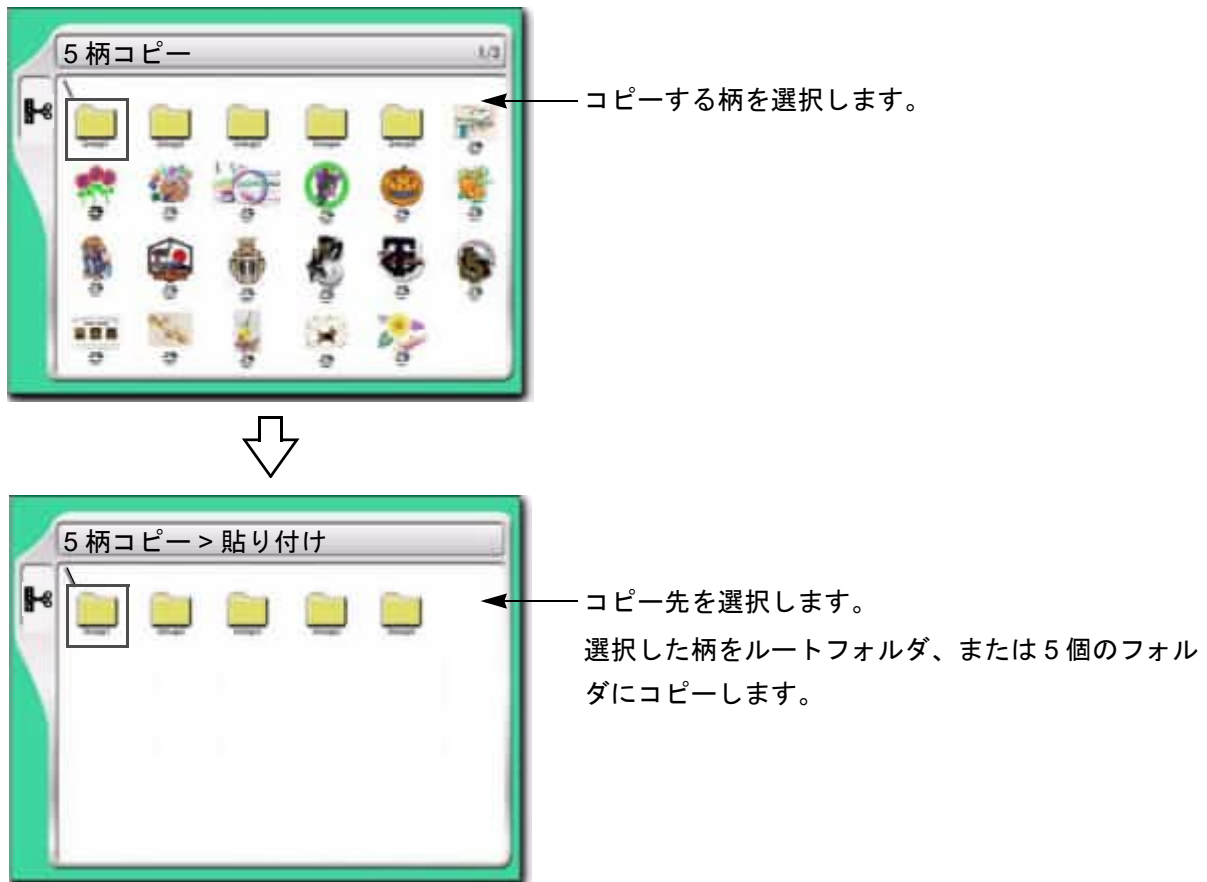 5 柄コピー
1/3
コピーする柄を選択します。
5 柄コピー > 貼り付け
コピー先を選択します。
選択した柄をルートフォルダ、または 5 個のフォル
ダにコピーします。